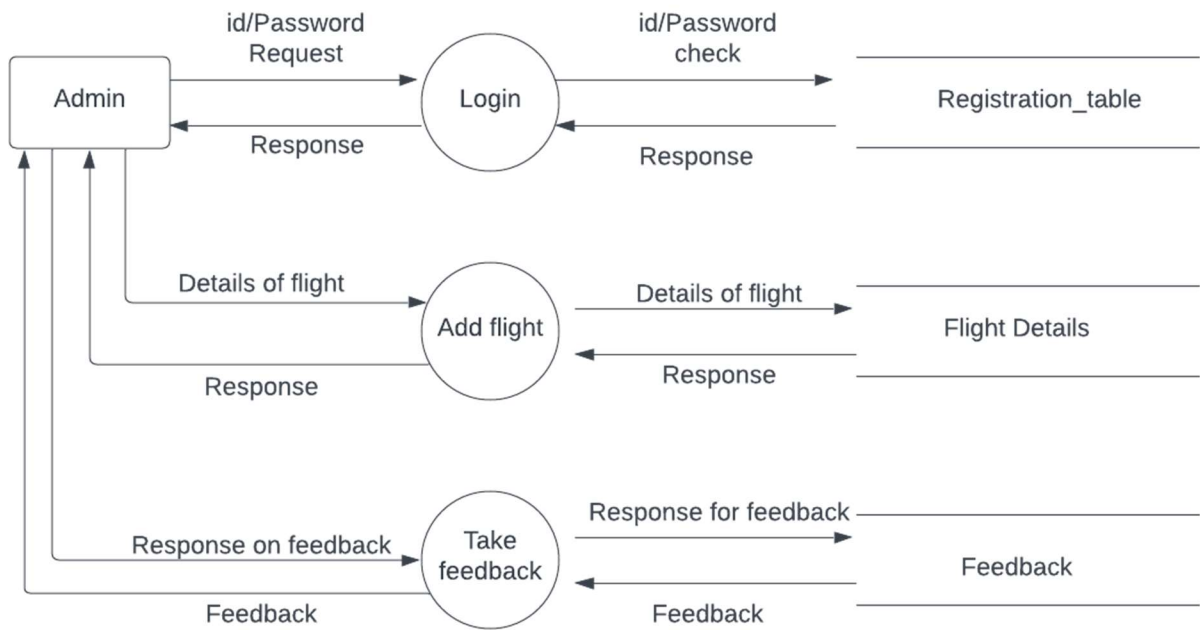 id/Password
Request
id/Password
check
Admin
Login
Registration_table
Response
Response
Details of flight
Details of flight
Add flight
Flight Details
Response
Response
Response for feedback
Response on feedback
Take
feedback
Feedback
Feedback
Feedback